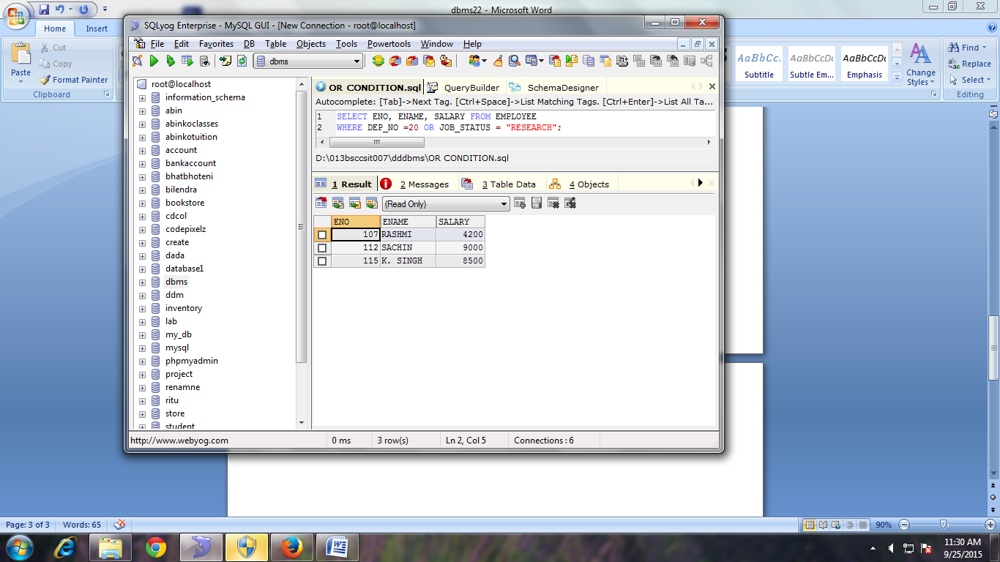 dbms22 - Microsoft Word
Home Insert
Cut
Copy
Format Painter
Paste
Clipboard
AaBbCc. AaBbCcDc AaBbCcDc
Subtitle Subtle Em... Emphasis
Change Styles
Find
Replace
Select
Editing
SQLyog Enterprise - MySQL GUI - [New Connection - root@localhost]
File Edit Favorites DB Table Objects Tools Powertools Window Help
dbms
root@localhost
information_schema
abin
abinkoclasses
abinkotuition
account
bankaccount
bhatbhoteni
bilendra
bookstore
cdcol
codepixelz
create
dada
database1
dbms
ddm
inventory
lab
my_db
mysql
phpmyadmin
project
renamne
ritu
store
student
OR CONDITION.sql QueryBuilder SchemaDesigner
Autocomplete: [Tab]->Next Tag. [Ctrl+Space]->List Matching Tags. [Ctrl+Enter]->List All Ta...
1 SELECT ENO, ENAME, SALARY FROM EMPLOYEE
2 WHERE DEP_NO =20 OR JOB_STATUS = "RESEARCH";
D:\013bsccsit007\dddbms\OR CONDITION.sql
1 Result 2 Messages 3 Table Data 4 Objects
(Read Only)
ENO ENAME SALARY
107 RASHMI 4200
112 SACHIN 9000
115 K. SINGH 8500
http://www.webyog.com 0 ms 3 row(s) Ln 2, Col 5 Connections : 6
Page: 3 of 3 Words: 65 90%
11:30 AM
9/25/2015